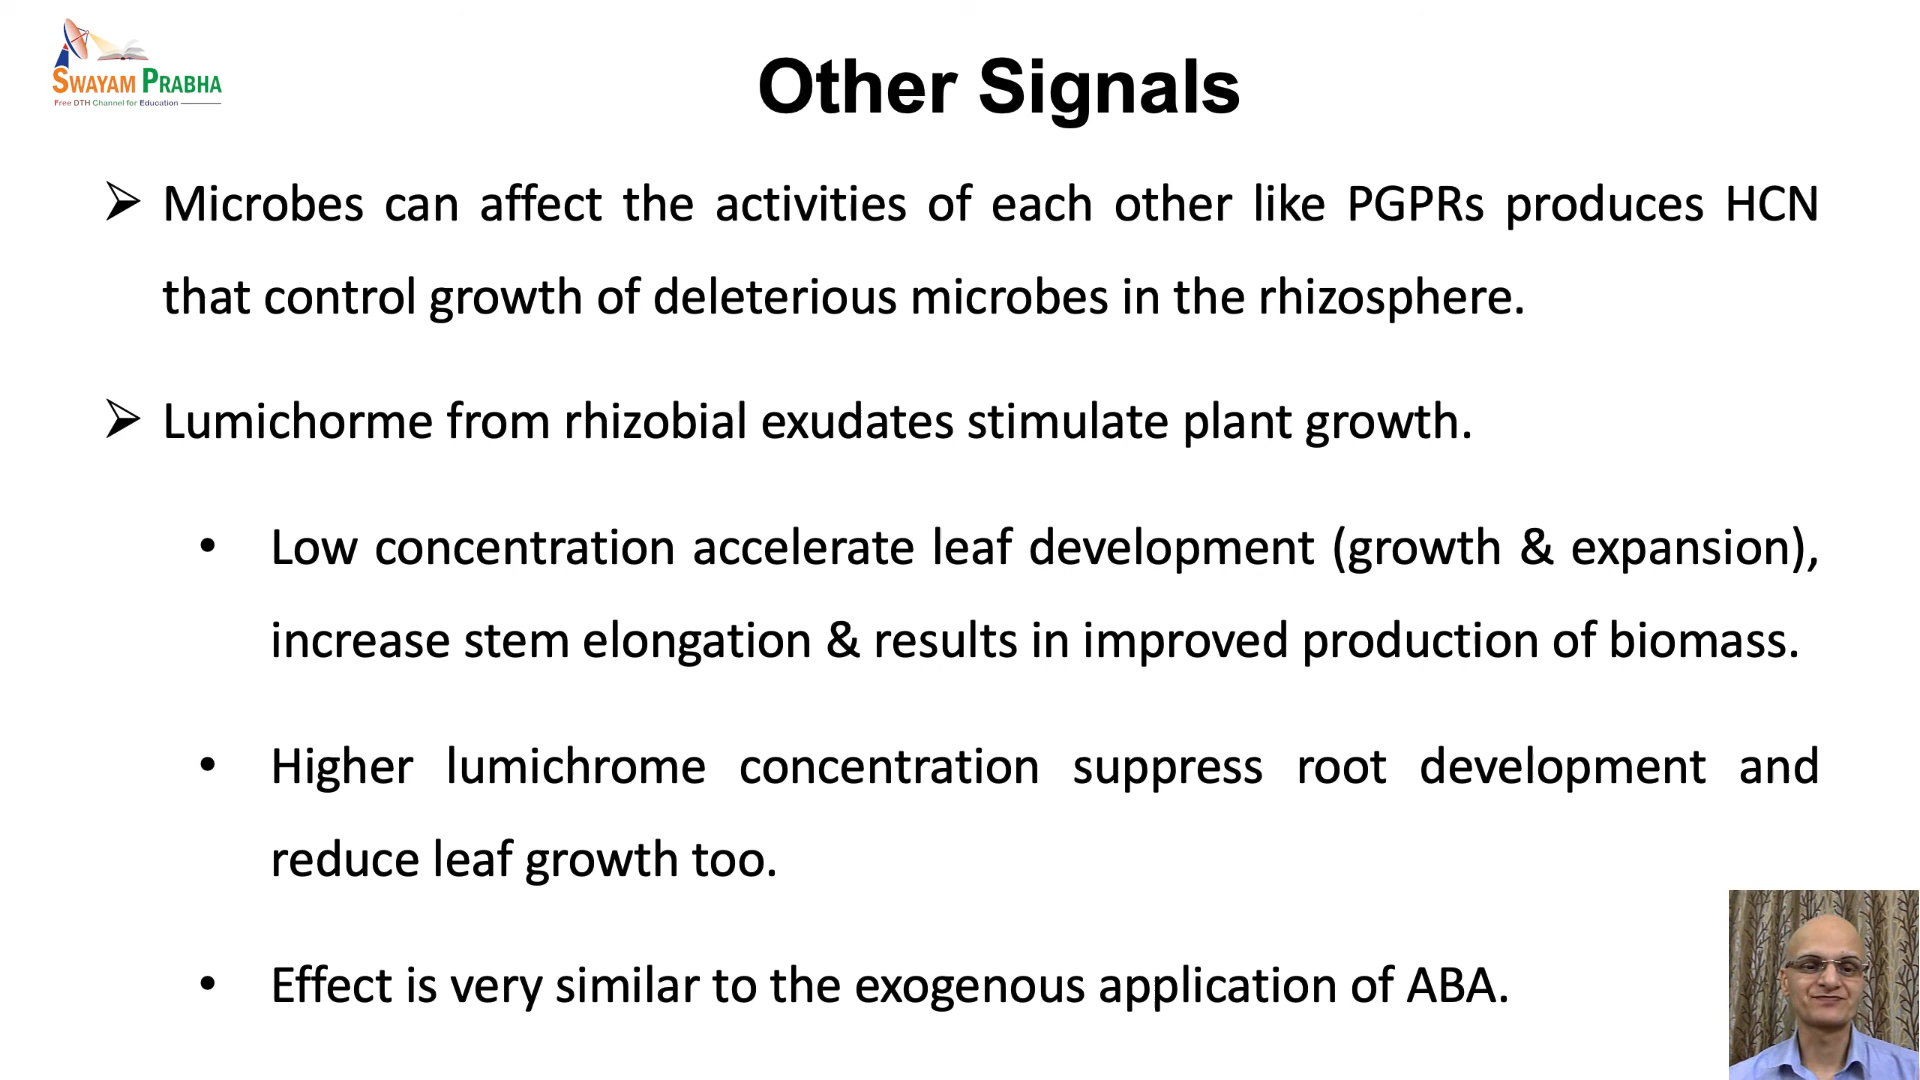 SWAYAM PRABHA
Free DTH Channel for Education
Other Signals
➢ Microbes can affect the activities of each other like PGPRs produces HCN
that control growth of deleterious microbes in the rhizosphere.
➢ Lumichorme from rhizobial exudates stimulate plant growth.
• Low concentration accelerate leaf development (growth & expansion),
increase stem elongation & results in improved production of biomass.
• Higher lumichrome concentration suppress root development and
reduce leaf growth too.
• Effect is very similar to the exogenous application of ABA.